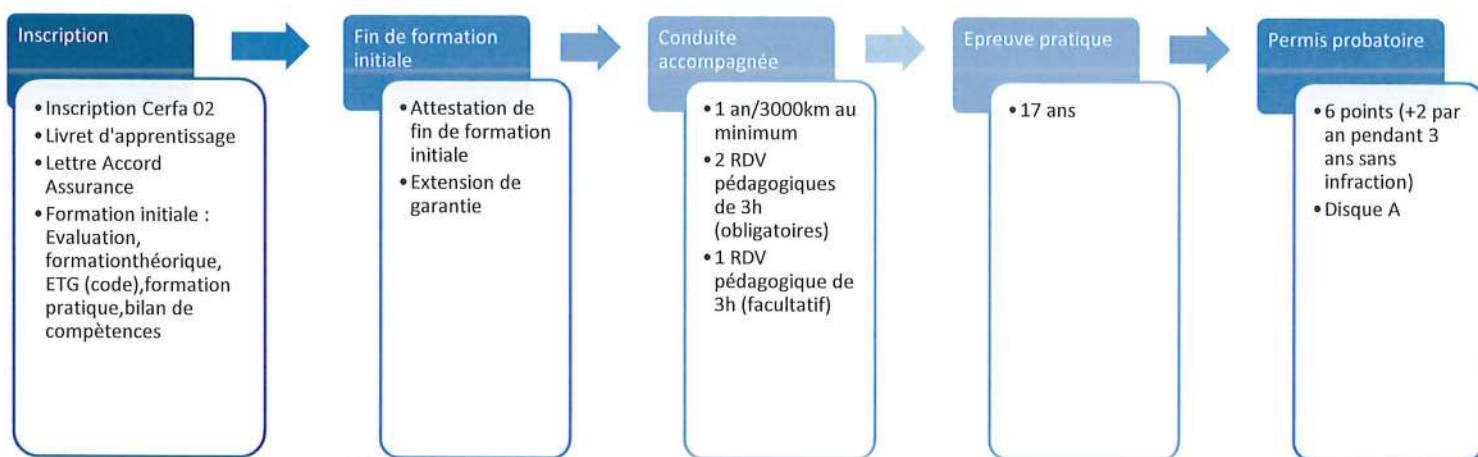 Inscription
• Inscription Cerfa 02
• Livret d'apprentissage
• Lettre Accord
Assurance
• Formation initiale :
Evaluation,
formationthéorique,
ETG (code),formation
pratique,bilan de
compètences
Fin de formation
initiale
• Attestation de
fin de formation
initiale
• Extension de
garantie
Conduite
accompagnée
• 1 an/3000km au
minimum
• 2 RDV
pédagogiques
de 3h
(obligatoires)
• 1 RDV
pédagogique de
3h (facultatif)
Epreuve pratique
• 17 ans
Permis probatoire
• 6 points (+2 par
an pendant 3
ans sans
infraction)
• Disque A